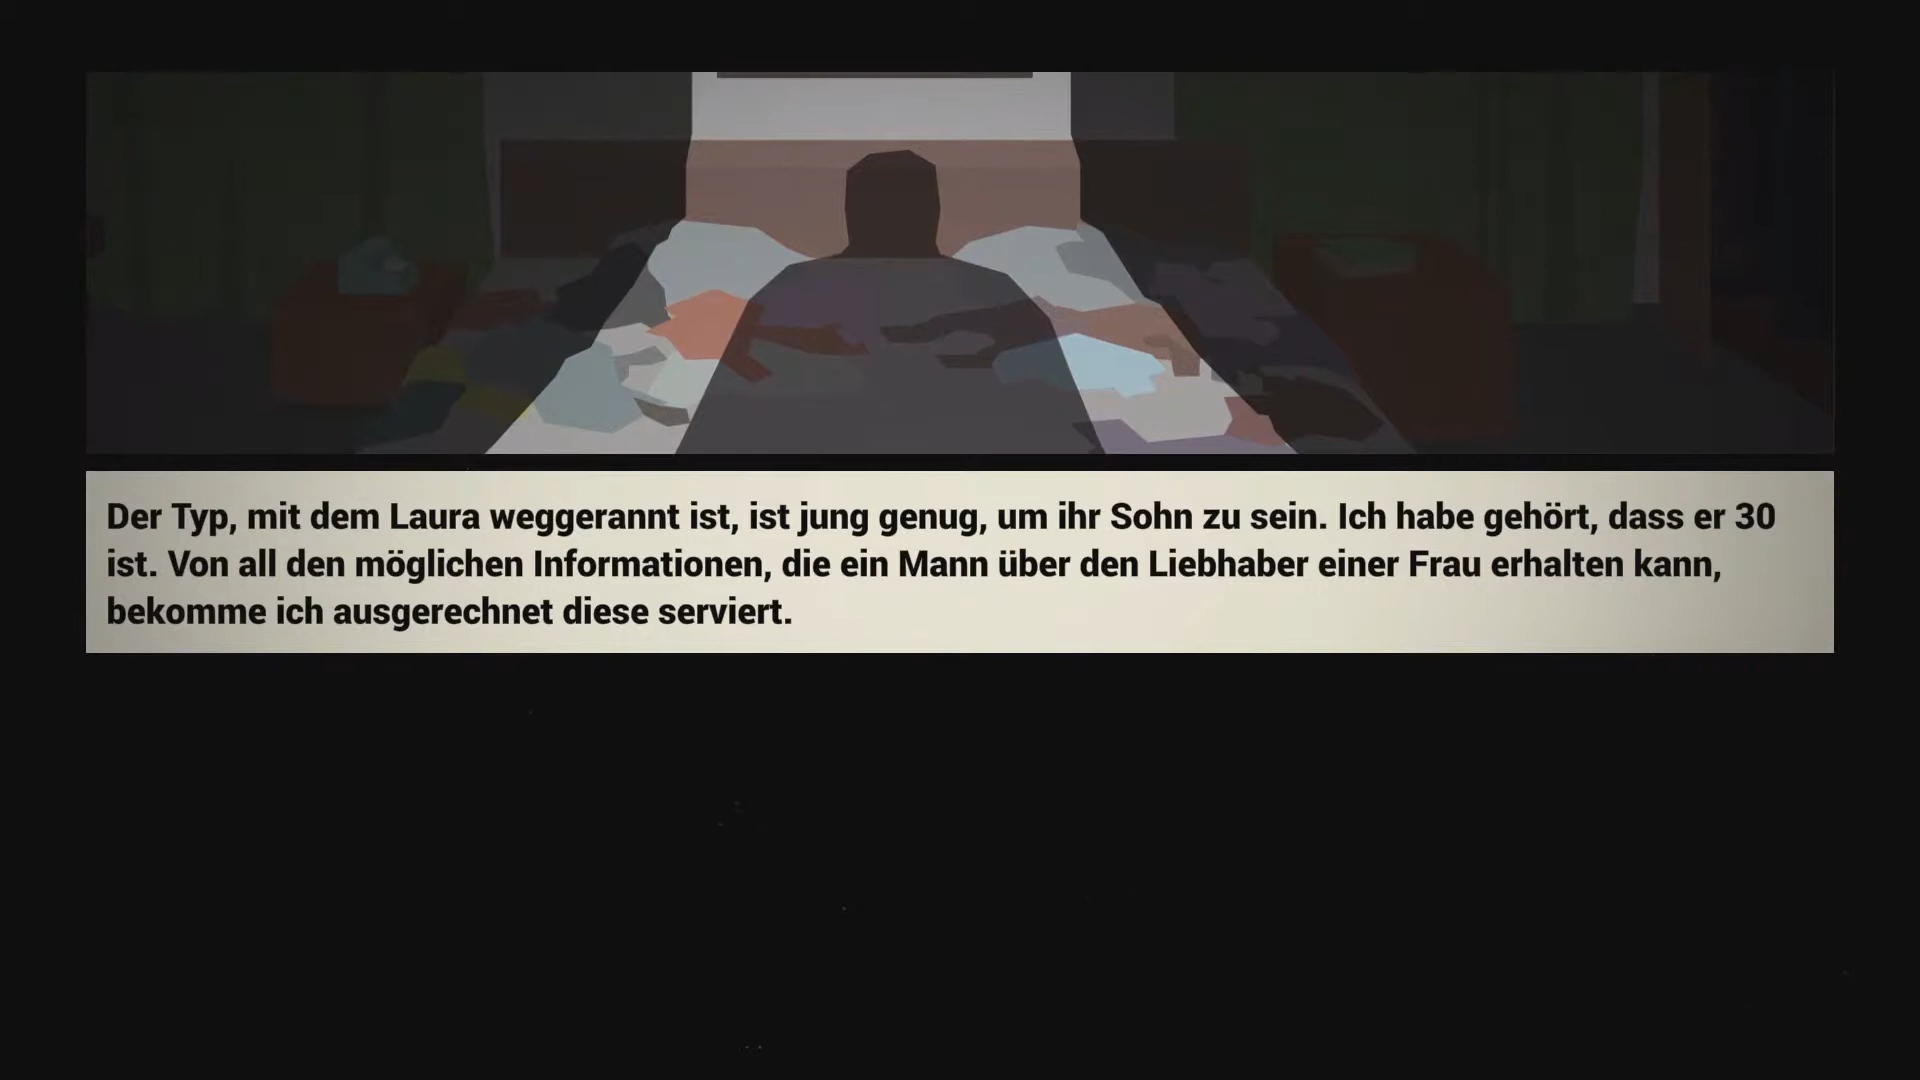 Der Typ, mit dem Laura weggerannt ist, ist jung genug, um ihr Sohn zu sein. Ich habe gehört, dass er 30
ist. Von all den möglichen Informationen, die ein Mann über den Liebhaber einer Frau erhalten kann,
bekomme ich ausgerechnet diese serviert.